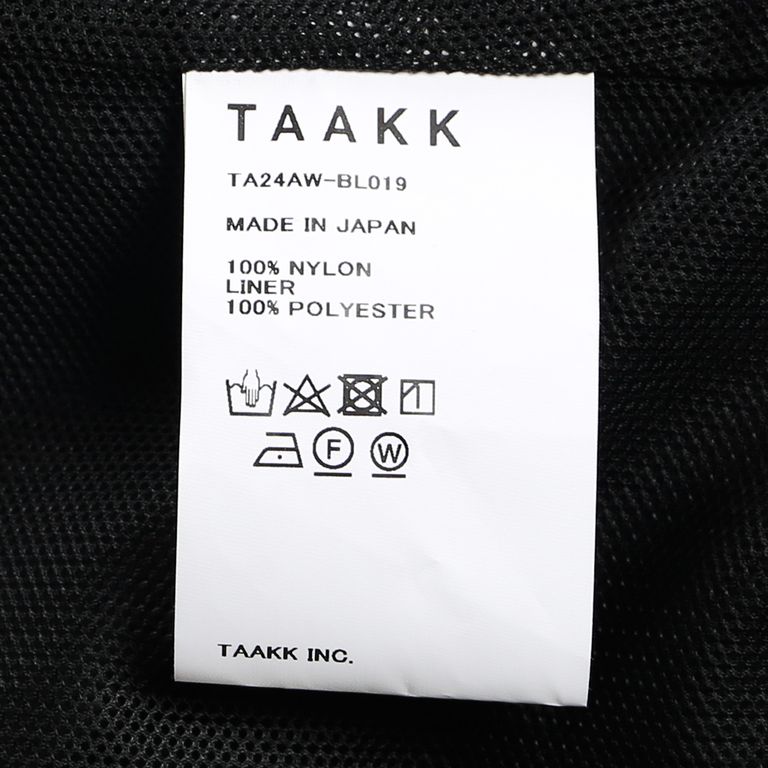 TAAKK
TA24AW-BL019
MADE IN JAPAN
100% NYLON
LINER
100% POLYESTER
F W
TAAKK INC.